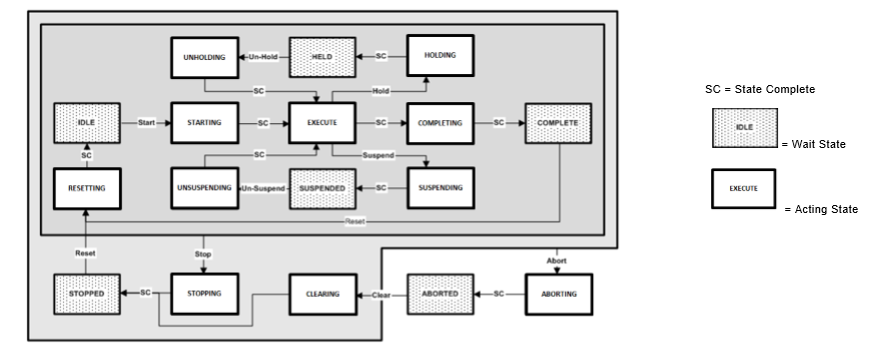 UNHOLDING
Un-Hold
HELD
SC
HOLDING
SC
Hold
IDLE
Start
STARTING
SC
EXECUTE
SC
COMPLETING
SC
COMPLETE
SC
SC
Suspend
RESETTING
UNSUSPENDING
Un-Suspend
SUSPENDED
SC
SUSPENDING
Reset
Reset
Stop
Abort
STOPPED
SC
STOPPING
CLEARING
Clear
ABORTED
SC
ABORTING
SC = State Complete
IDLE
= Wait State
EXECUTE
= Acting State